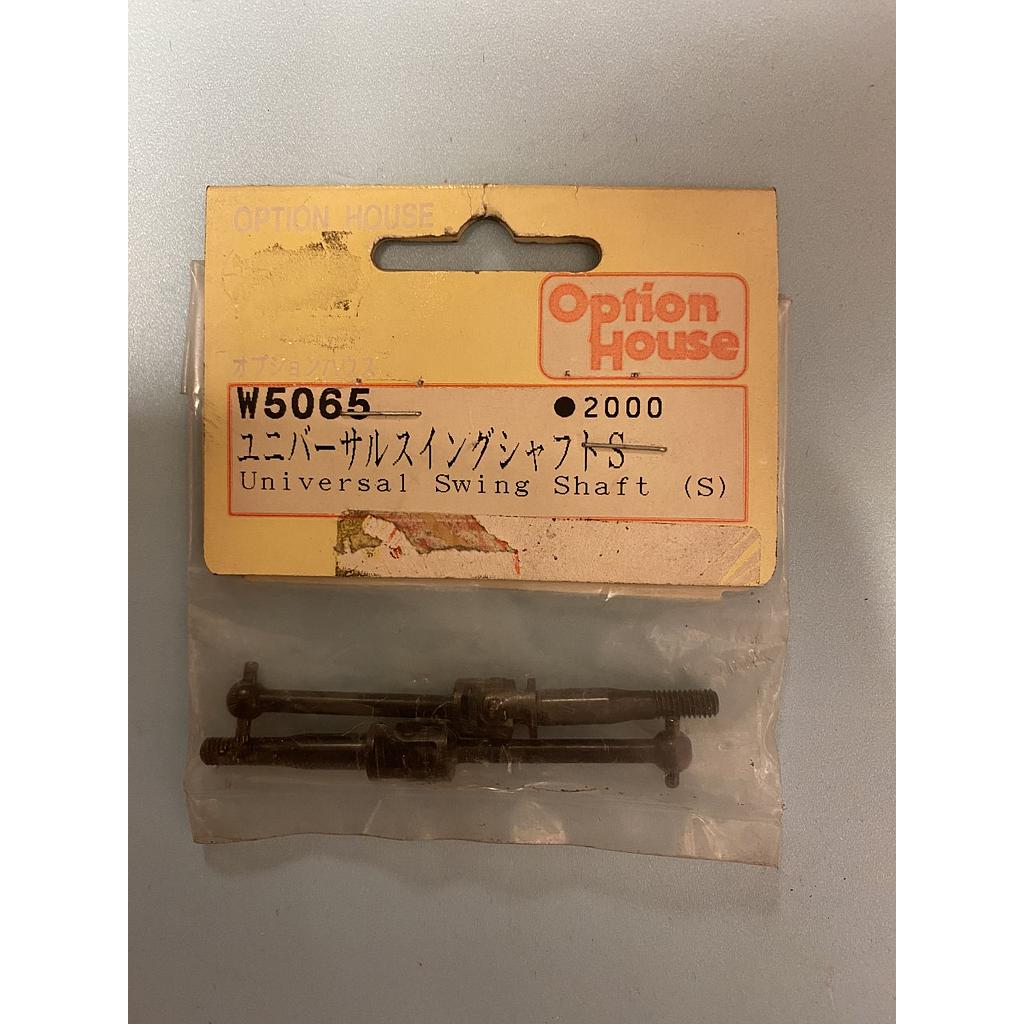 OPTION HOUSE
Option
House
オプションハウス
W5065 ●2000
ユニバーサルスイングシャフトS
Universal Swing Shaft (S)